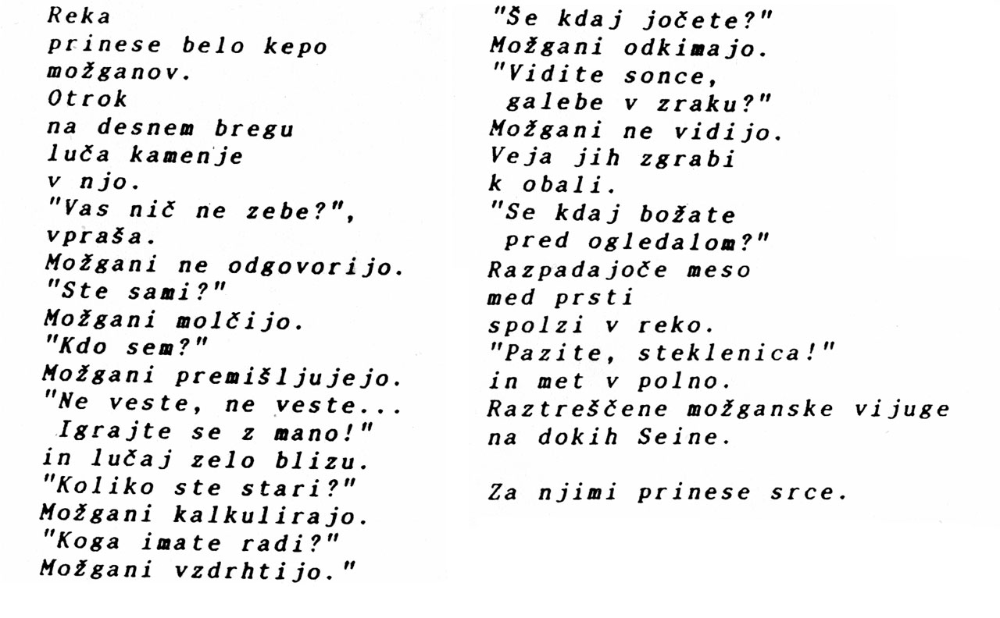 Reka
prinese belo kepo
možganov.
Otrok
na desnem bregu
luča kamenje
v njo.
"Vas nič ne zebe?",
vpraša.
Možgani ne odgovorijo.
"Ste sami?"
Možgani molčijo.
"Kdo sem?"
Možgani premišljujejo.
"Ne veste, ne veste...
Igrajte se z mano!"
in lučaj zelo blizu.
"Koliko ste stari?"
Možgani kalkulirajo.
"Koga imate radi?"
Možgani vzdrhtijo."
"Še kdaj jočete?"
Možgani odkimajo.
"Vidite sonce,
galebe v zraku?"
Možgani ne vidijo.
Veja jih zgrabi
k obali.
"Se kdaj božate
pred ogledalom?"
Razpadajoče meso
med prsti
spolzi v reko.
"Pazite, steklenica!"
in met v polno.
Raztreščene možganske vijuge
na dokih Seine.
Za njimi prinese srce.